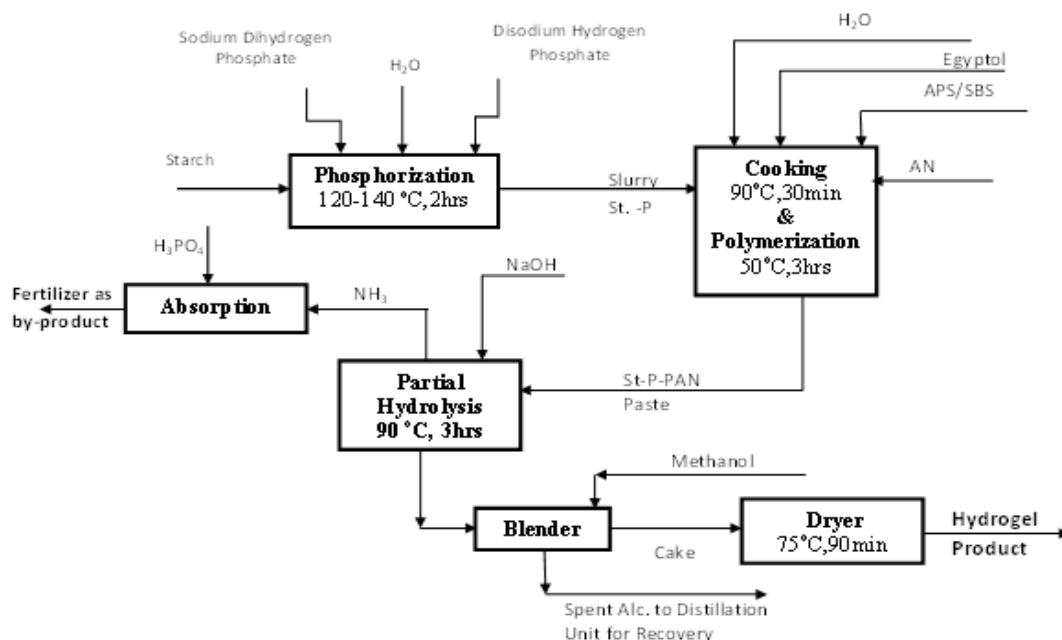 Sodium Dihydrogen
Phosphate
H₂O
Disodium Hydrogen
Phosphate
H₂O
Egyptol
APS/SBS
AN
Starch
Phosphorization
120-140 °C,2hrs
Slurry
St. -P
Cooking
90°C,30min
&
Polymerization
50°C,3hrs
H₃PO₄
NaOH
Fertilizer as
by-product
Absorption
NH₃
Partial
Hydrolysis
90 °C, 3hrs
St-P-PAN
Paste
Methanol
Blender
Cake
Dryer
75°C,90min
Hydrogel
Product
Spent Alc. to Distillation
Unit for Recovery